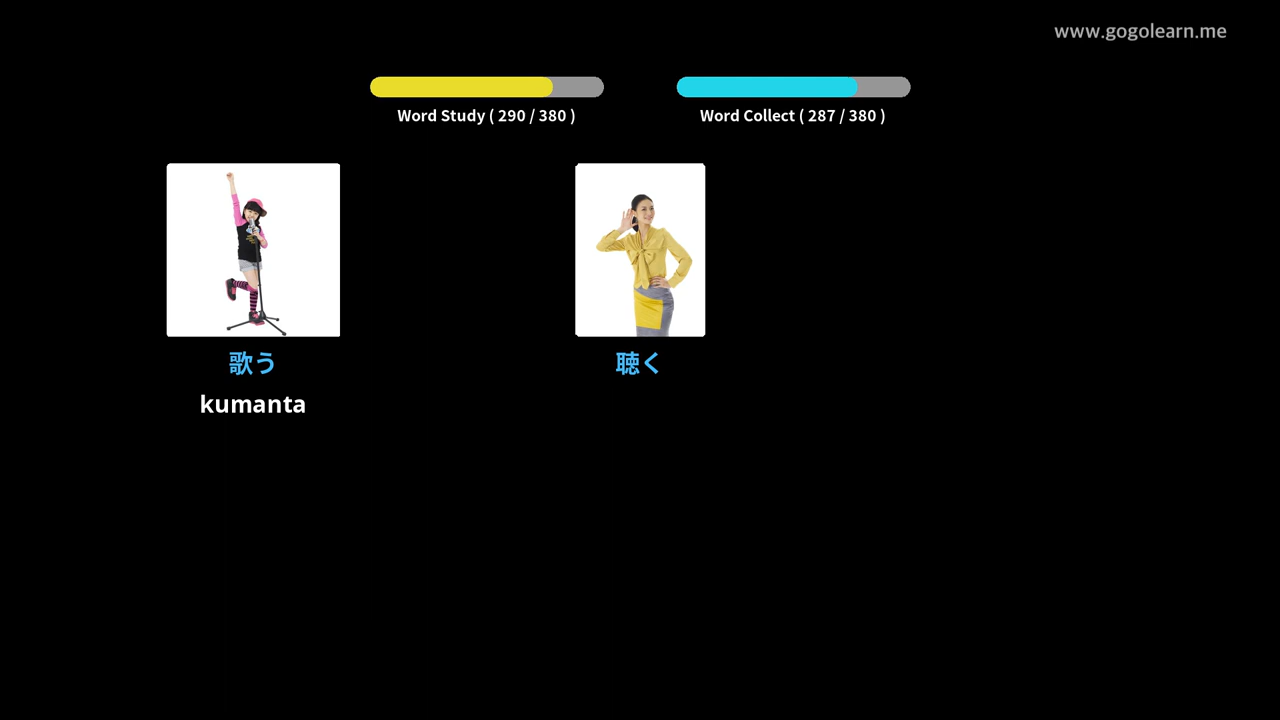 www.gogolearn.me
Word Study ( 290 / 380 )
Word Collect ( 287 / 380 )
歌う
聴く
kumanta